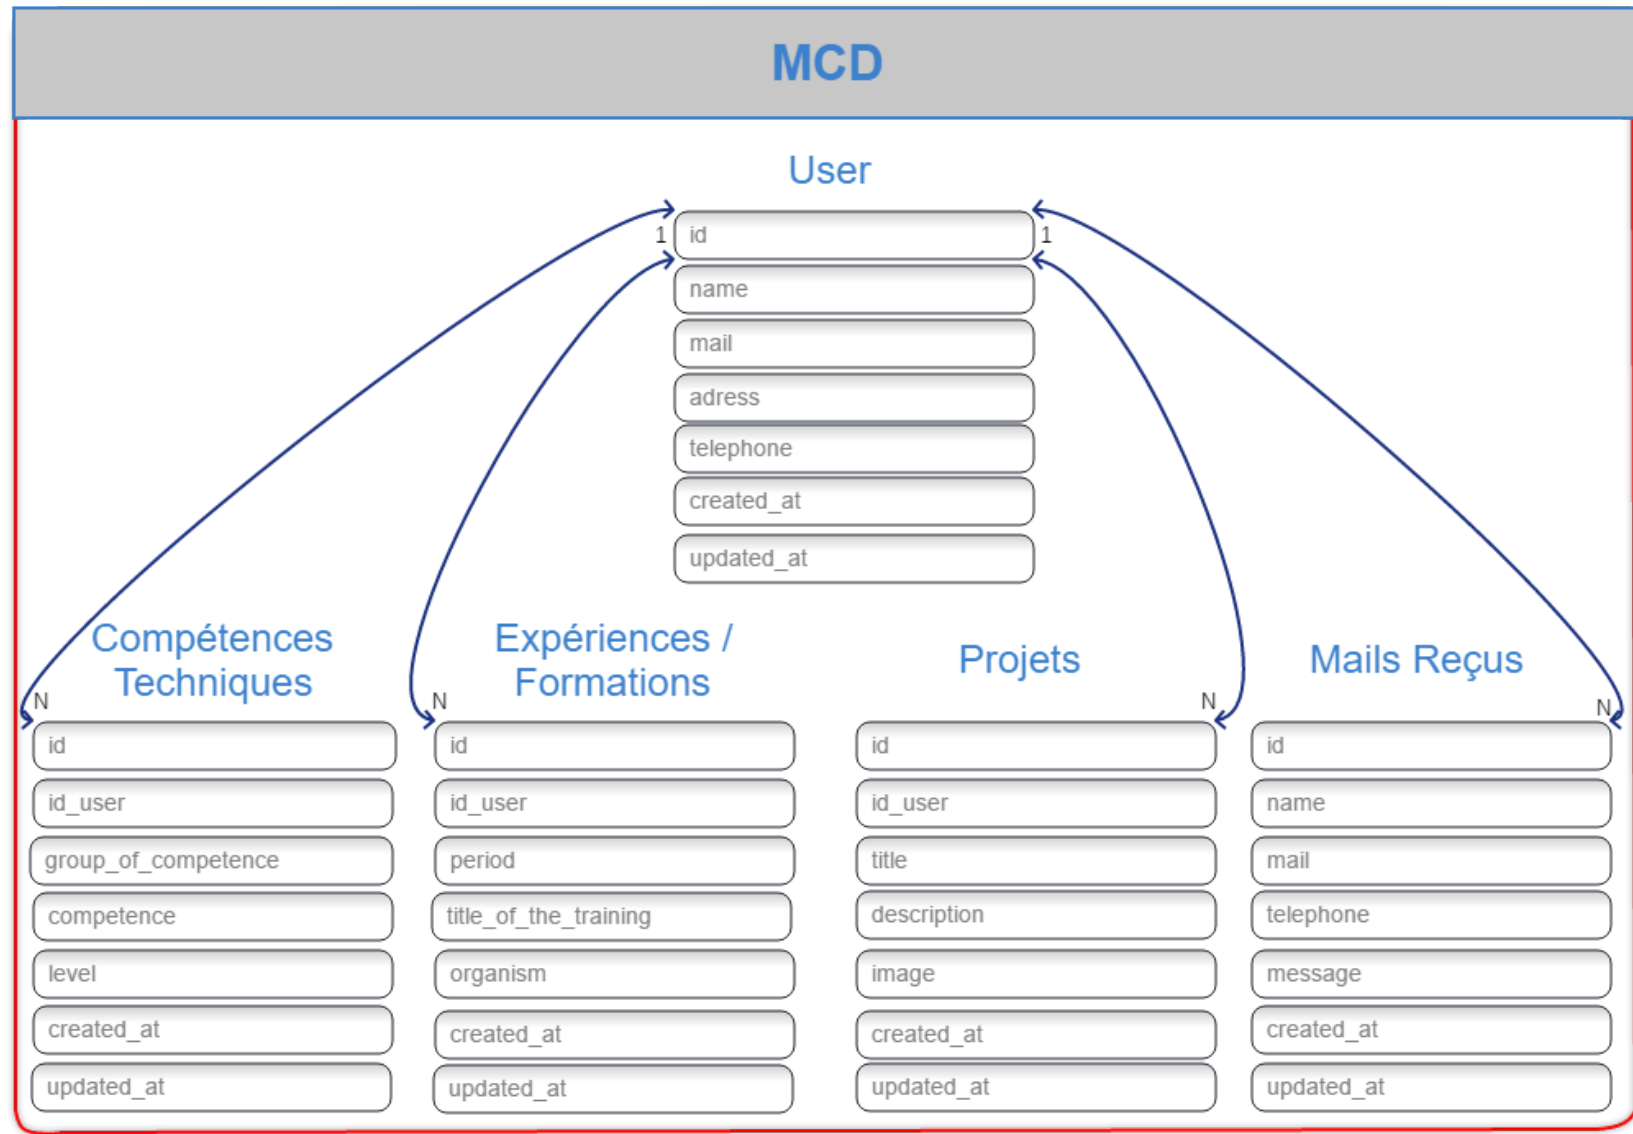 MCD
User
1
id
1
name
mail
adress
telephone
created_at
updated_at
Compétences
Techniques
N
id
id_user
group_of_competence
competence
level
created_at
updated_at
Expériences /
Formations
N
id
id_user
period
title_of_the_training
organism
created_at
updated_at
Projets
N
id
id_user
title
description
image
created_at
updated_at
Mails Reçus
N
id
name
mail
telephone
message
created_at
updated_at